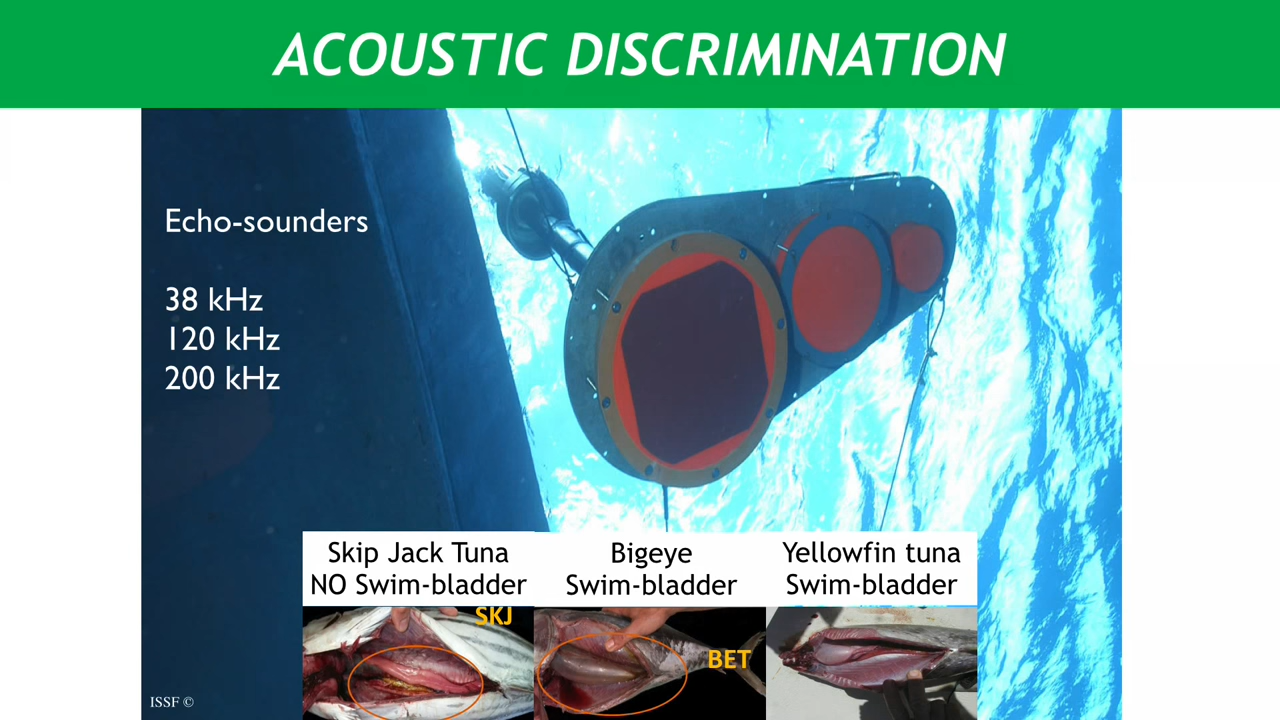 ACOUSTIC DISCRIMINATION
Echo-sounders
38 kHz
120 kHz
200 kHz
Skip Jack Tuna
NO Swim-bladder
Bigeye
Swim-bladder
Yellowfin tuna
Swim-bladder
SKJ
BET
ISSF ©